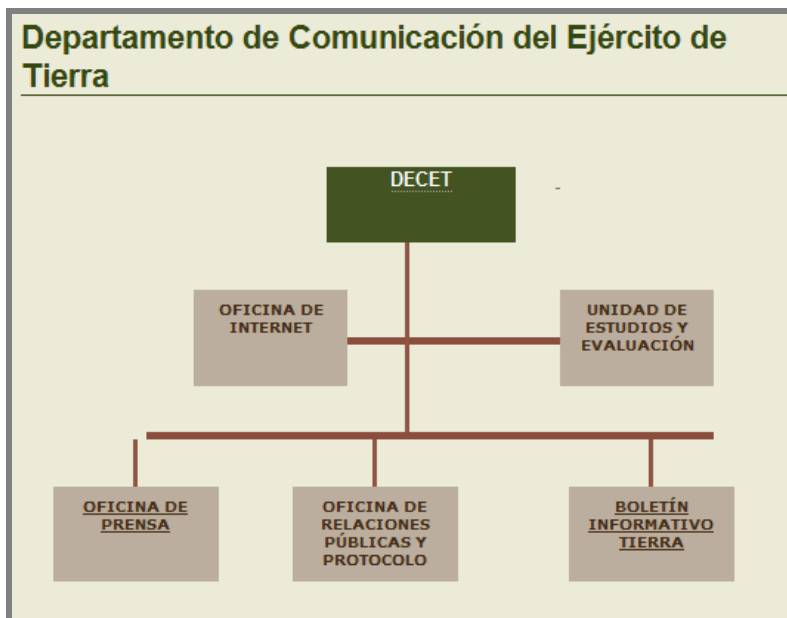 Departamento de Comunicación del Ejército de
Tierra
DECET
OFICINA DE
INTERNET
UNIDAD DE
ESTUDIOS Y
EVALUACIÓN
OFICINA DE
PRENSA
OFICINA DE
RELACIONES
PÚBLICAS Y
PROTOCOLO
BOLETÍN
INFORMATIVO
TIERRA